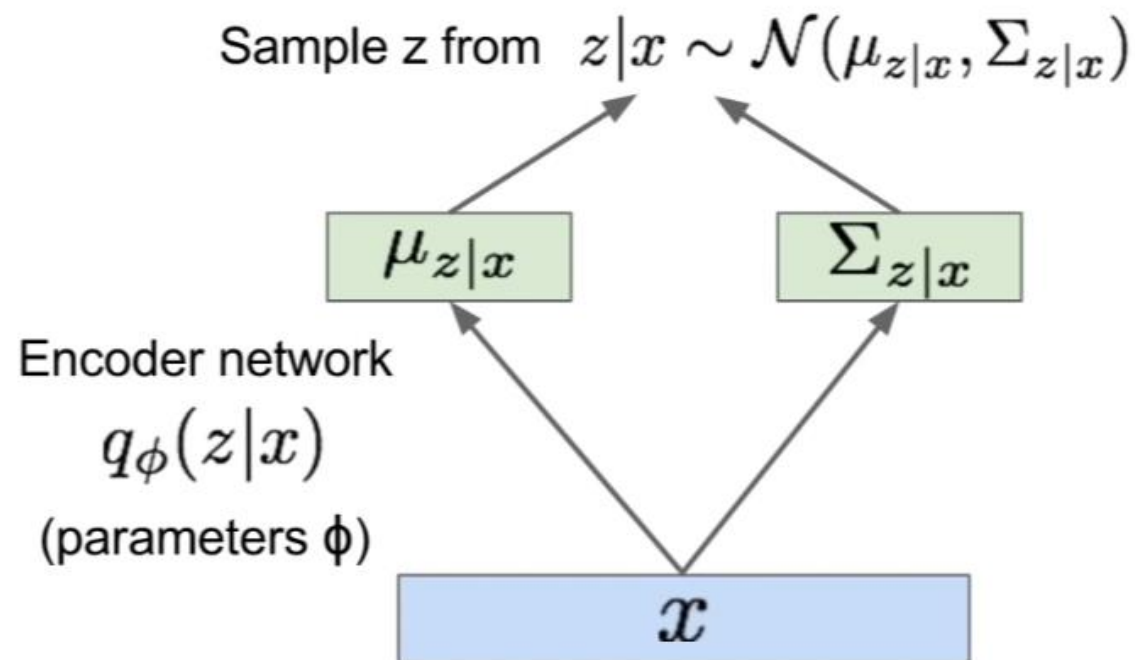 Sample z from z|x ∼ 𝒩(μ_{z|x}, Σ_{z|x})
μ_{z|x} Σ_{z|x}
Encoder network
q_ϕ(z|x)
(parameters ϕ)
x